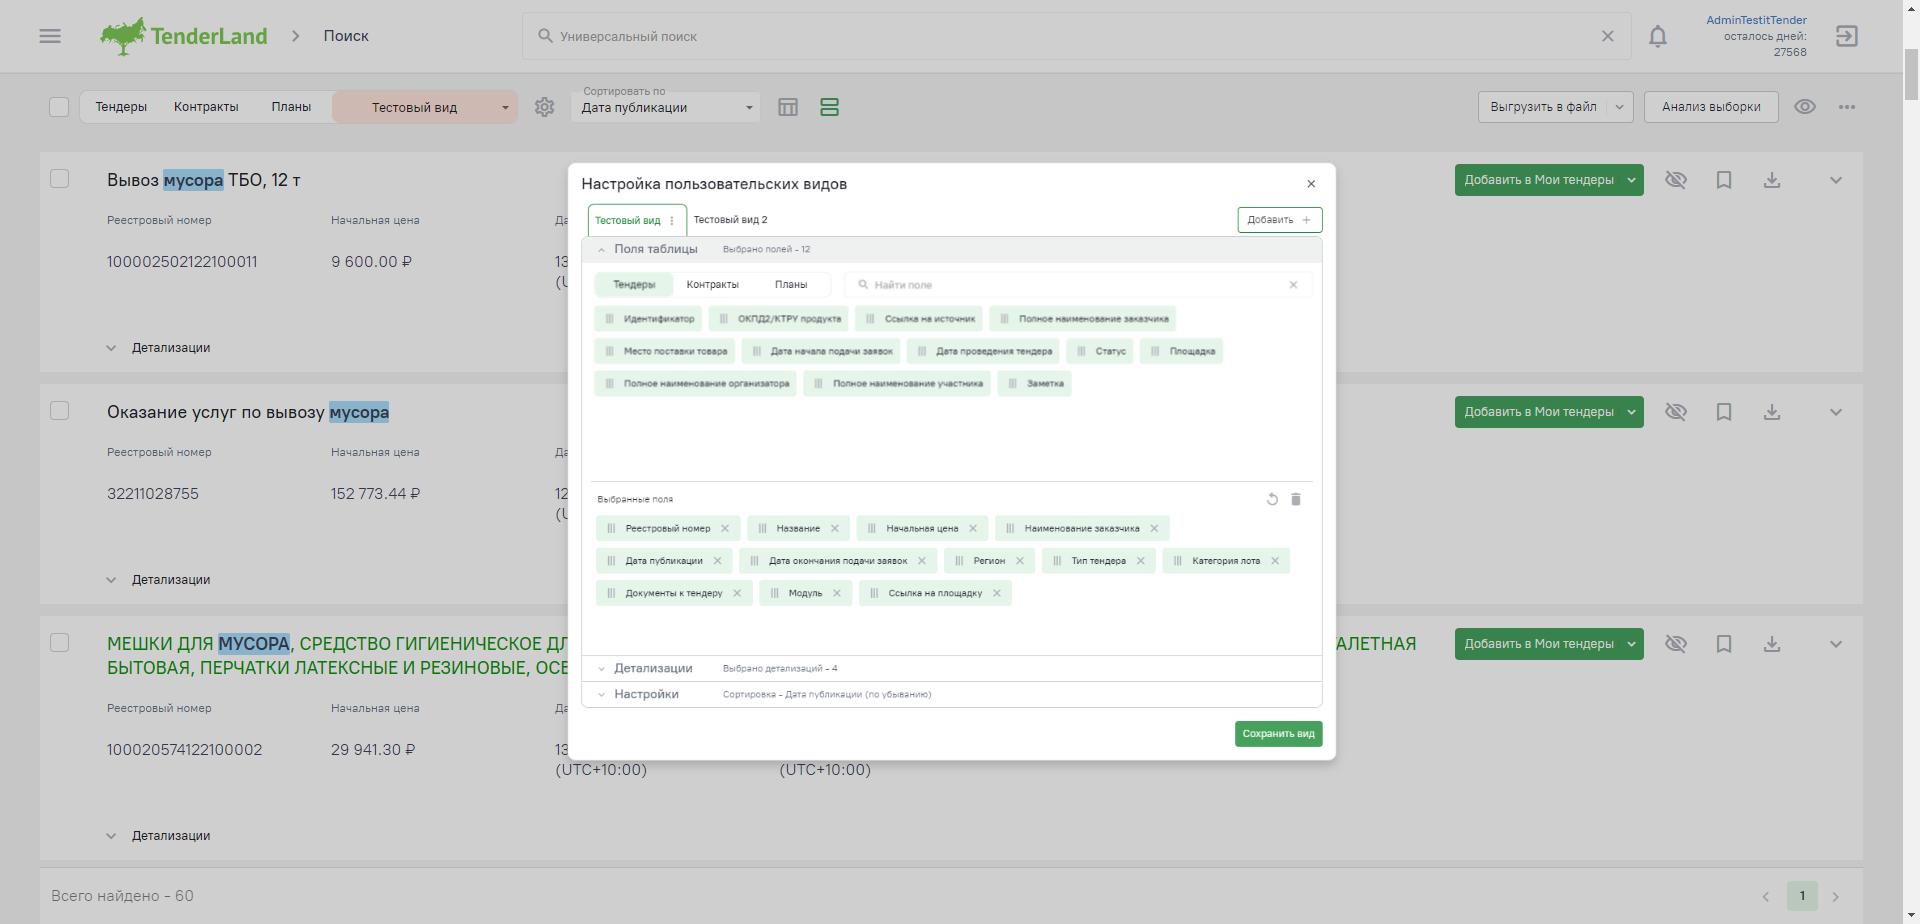 TenderLand
Поиск
Универсальный поиск
AdminTestitTender
осталось дней:
27568
Тендеры Контракты Планы Тестовый вид
Сортировать по
Дата публикации
Выгрузить в файл
Анализ выборки
Вывоз мусора ТБО, 12 т
Добавить в Мои тендеры
Реестровый номер Начальная цена
100002502122100011 9 600.00 ₽ 13
Детализации
Оказание услуг по вывозу мусора
Добавить в Мои тендеры
Реестровый номер Начальная цена
32211028755 152 773.44 ₽ 12
Детализации
МЕШКИ ДЛЯ МУСОРА, СРЕДСТВО ГИГИЕНИЧЕСКОЕ
БЫТОВАЯ, ПЕРЧАТКИ ЛАТЕКСНЫЕ И РЕЗИНОВЫЕ,
Добавить в Мои тендеры
Реестровый номер Начальная цена
100020574122100002 29 941.30 ₽ 13
(UTC+10:00) (UTC+10:00)
Детализации
Всего найдено - 60
1
Настройка пользовательских видов
Тестовый вид Тестовый вид 2
Добавить +
Поля таблицы Выбрано полей - 12
Тендеры Контракты Планы
Найти поле
Идентификатор ОКПД2/КТРУ продукта Ссылка на источник Полное наименование заказчика
Место поставки товара Дата начала подачи заявок Дата проведения тендера Статус Площадка
Полное наименование организатора Полное наименование участника Заметка
Выбранные поля
Реестровый номер Название Начальная цена Наименование заказчика
Дата публикации Дата окончания подачи заявок Регион Тип тендера Категория лота
Документы к тендеру Модуль Ссылка на площадку
Детализации Выбрано детализаций - 4
Настройки Сортировка - Дата публикации (по убыванию)
Сохранить вид